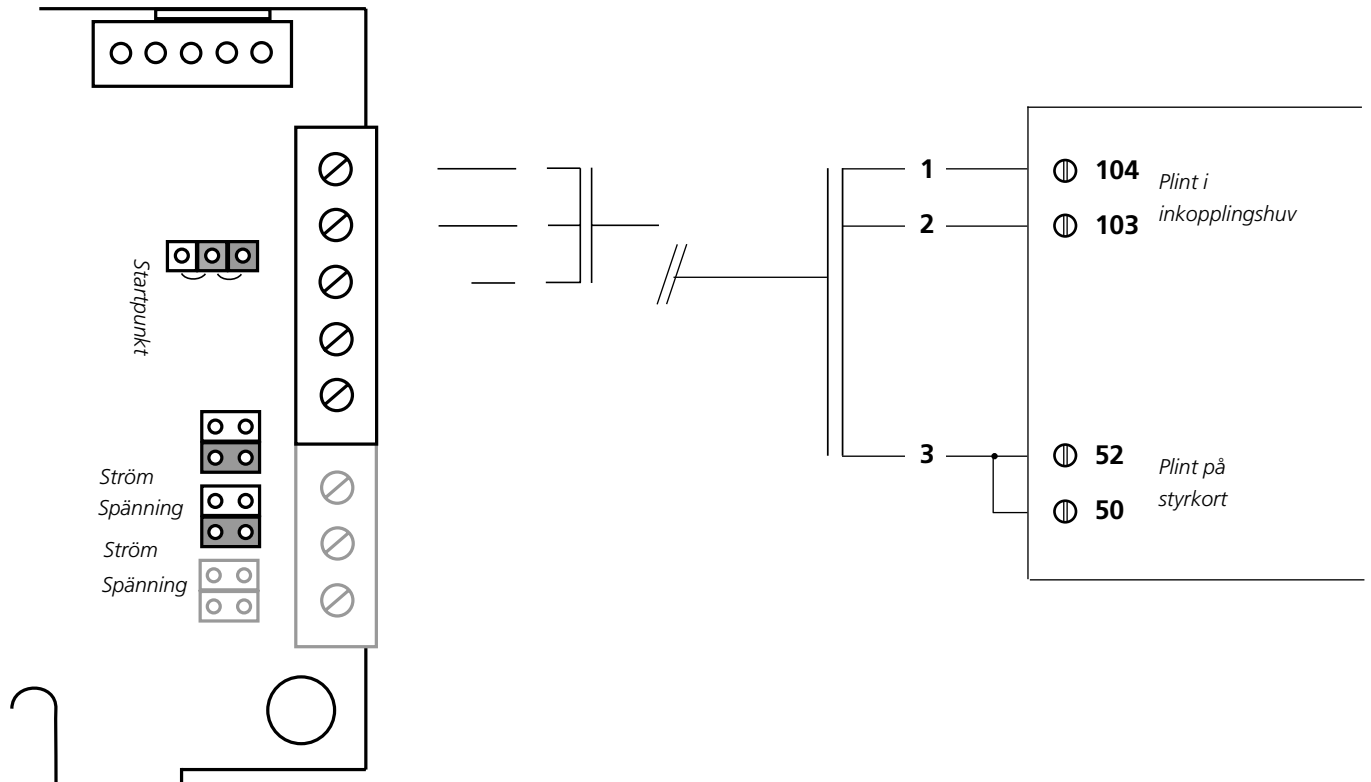 Startpunkt
Ström
Spänning
Ström
Spänning
1
2
3
104
103
Plint i
inkopplingshuv
52
50
Plint på
styrkort